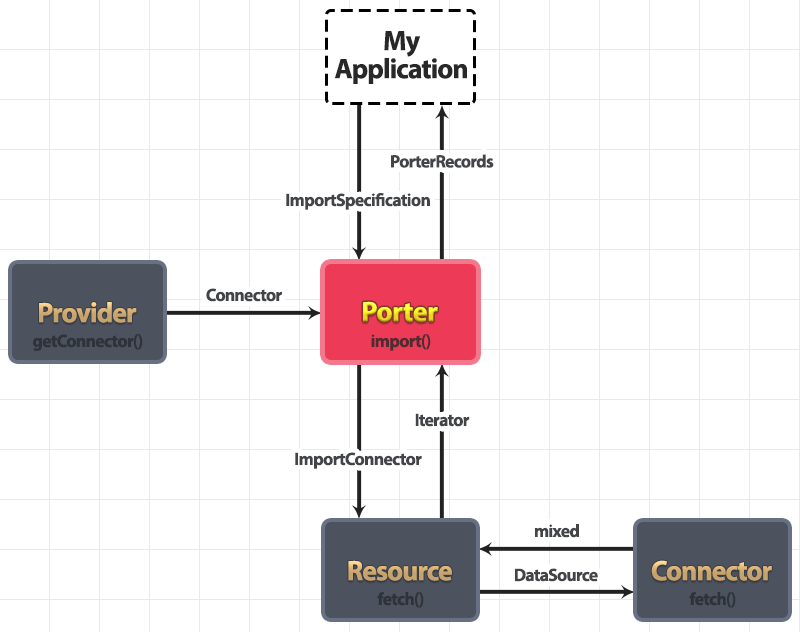 My
Application
PorterRecords
ImportSpecification
Provider
getConnector()
Connector
Porter
import()
Iterator
ImportConnector
Resource
fetch()
mixed
DataSource
Connector
fetch()